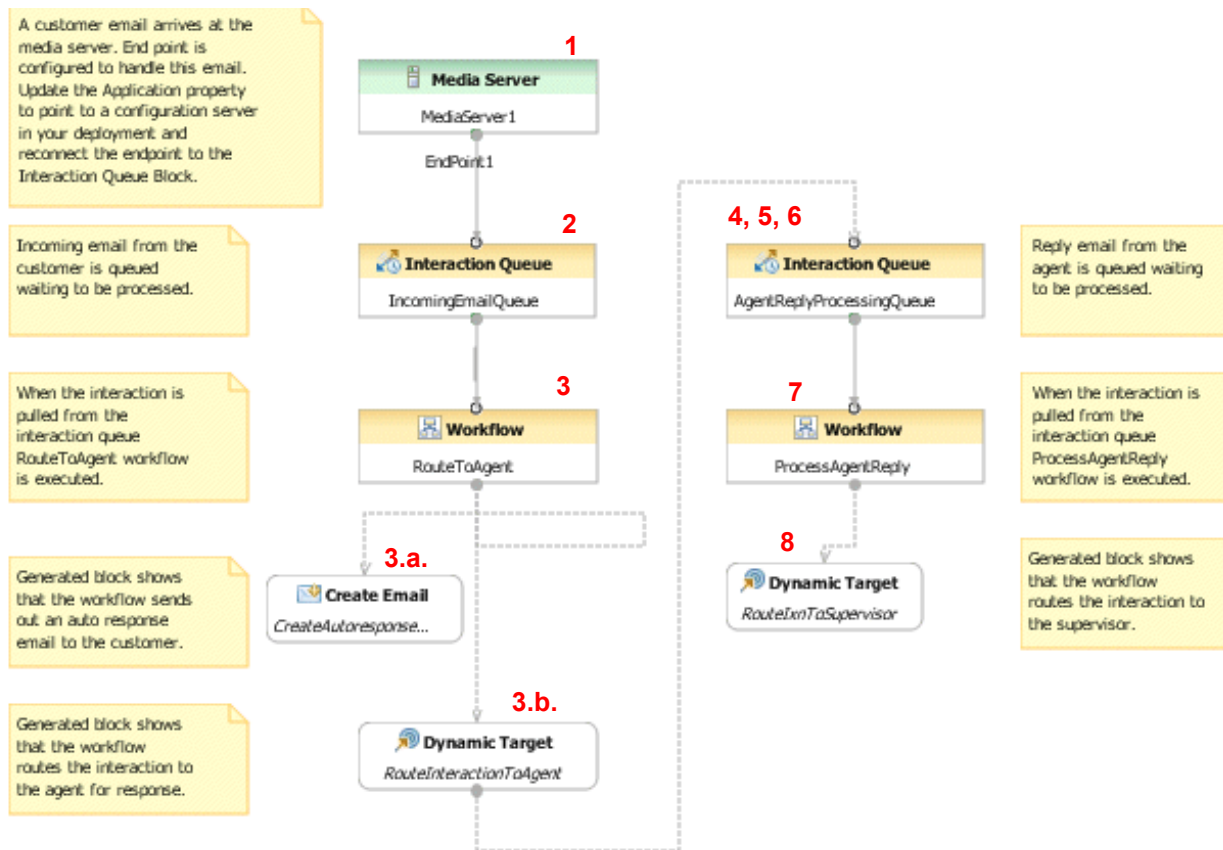 A customer email arrives at the
media server. End point is
configured to handle this email.
Update the Application property
to point to a configuration server
in your deployment and
reconnect the endpoint to the
Interaction Queue Block.
1
Media Server
MediaServer1
EndPoint1
Incoming email from the
customer is queued
waiting to be processed.
2
Interaction Queue
IncomingEmailQueue
4, 5, 6
Interaction Queue
AgentReplyProcessingQueue
Reply email from the
agent is queued waiting
to be processed.
When the interaction is
pulled from the
interaction queue
RouteToAgent workflow
is executed.
3
Workflow
RouteToAgent
7
Workflow
ProcessAgentReply
When the interaction is
pulled from the
interaction queue
ProcessAgentReply
workflow is executed.
Generated block shows
that the workflow sends
out an auto response
email to the customer.
3.a.
Create Email
CreateAutoresponse...
8
Dynamic Target
RouteIxnToSupervisor
Generated block shows
that the workflow
routes the interaction to
the supervisor.
Generated block shows
that the workflow
routes the interaction to
the agent for response.
3.b.
Dynamic Target
RouteInteractionToAgent